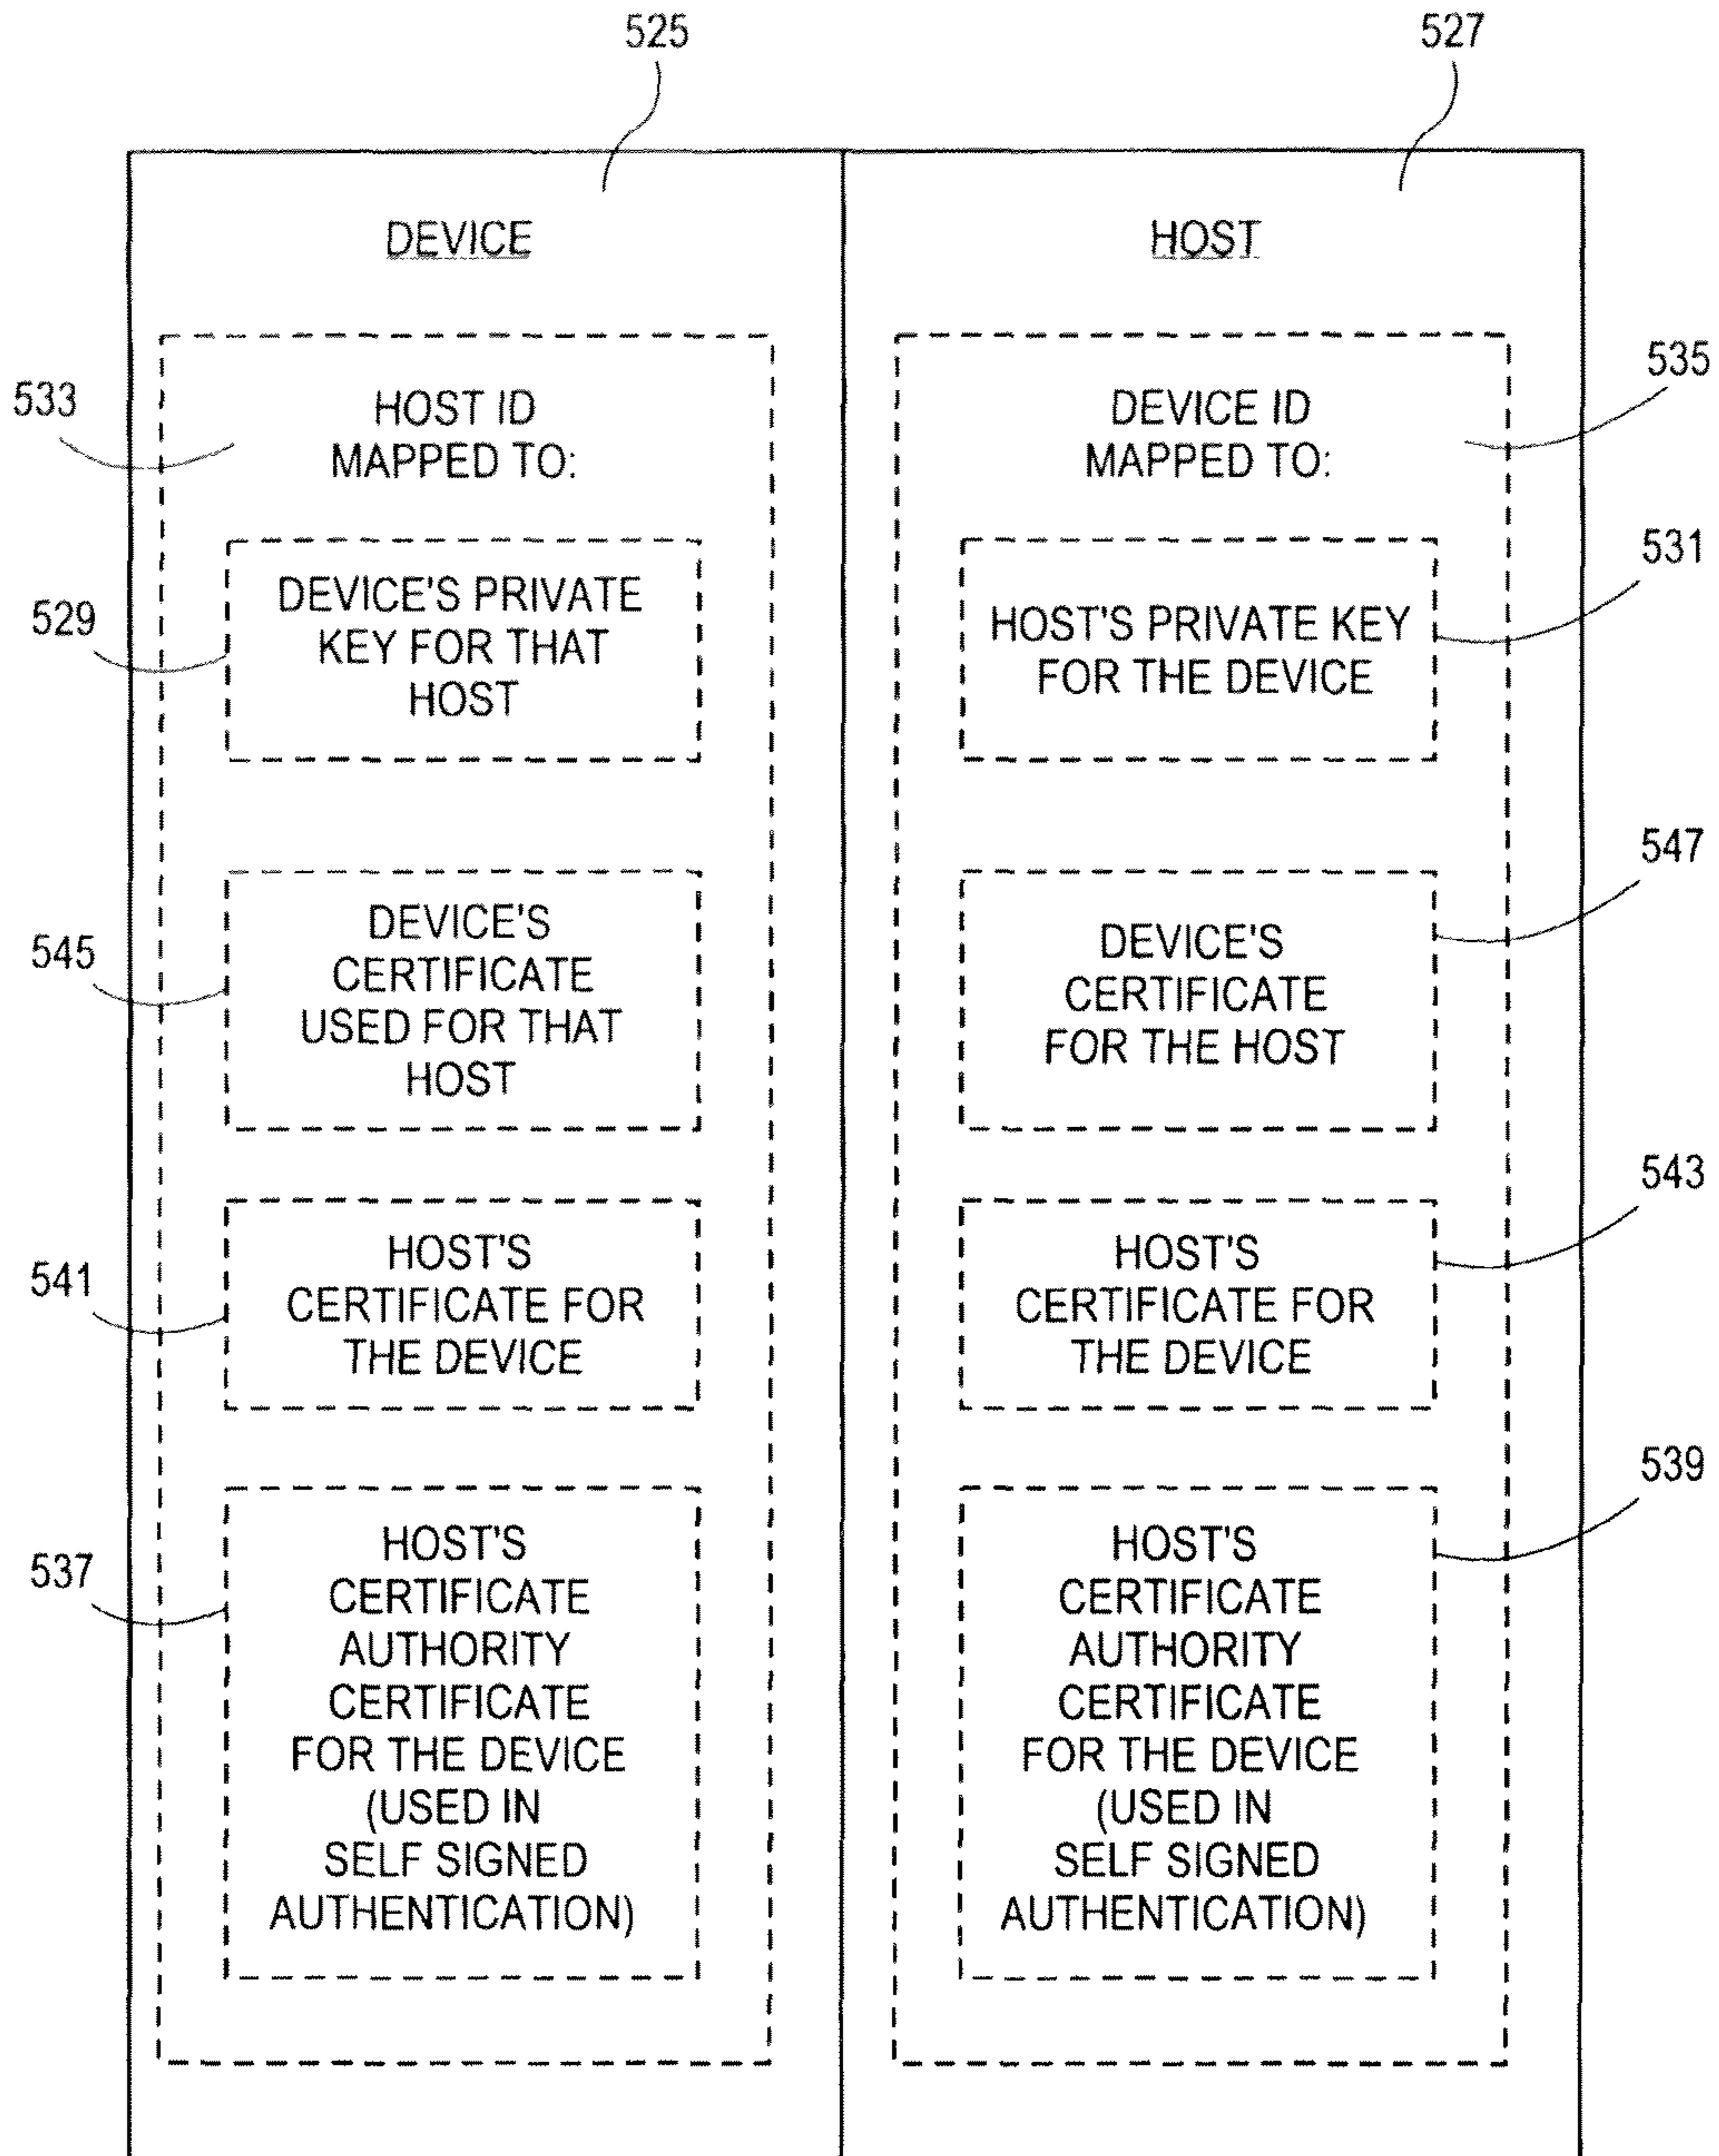 525
527
DEVICE
HOST
533
HOST ID
MAPPED TO:
DEVICE ID
MAPPED TO:
535
529
DEVICE'S PRIVATE
KEY FOR THAT
HOST
HOST'S PRIVATE KEY
FOR THE DEVICE
531
545
DEVICE'S
CERTIFICATE
USED FOR THAT
HOST
DEVICE'S
CERTIFICATE
FOR THE HOST
547
541
HOST'S
CERTIFICATE FOR
THE DEVICE
HOST'S
CERTIFICATE FOR
THE DEVICE
543
537
HOST'S
CERTIFICATE
AUTHORITY
CERTIFICATE
FOR THE DEVICE
(USED IN
SELF SIGNED
AUTHENTICATION)
HOST'S
CERTIFICATE
AUTHORITY
CERTIFICATE
FOR THE DEVICE
(USED IN
SELF SIGNED
AUTHENTICATION)
539